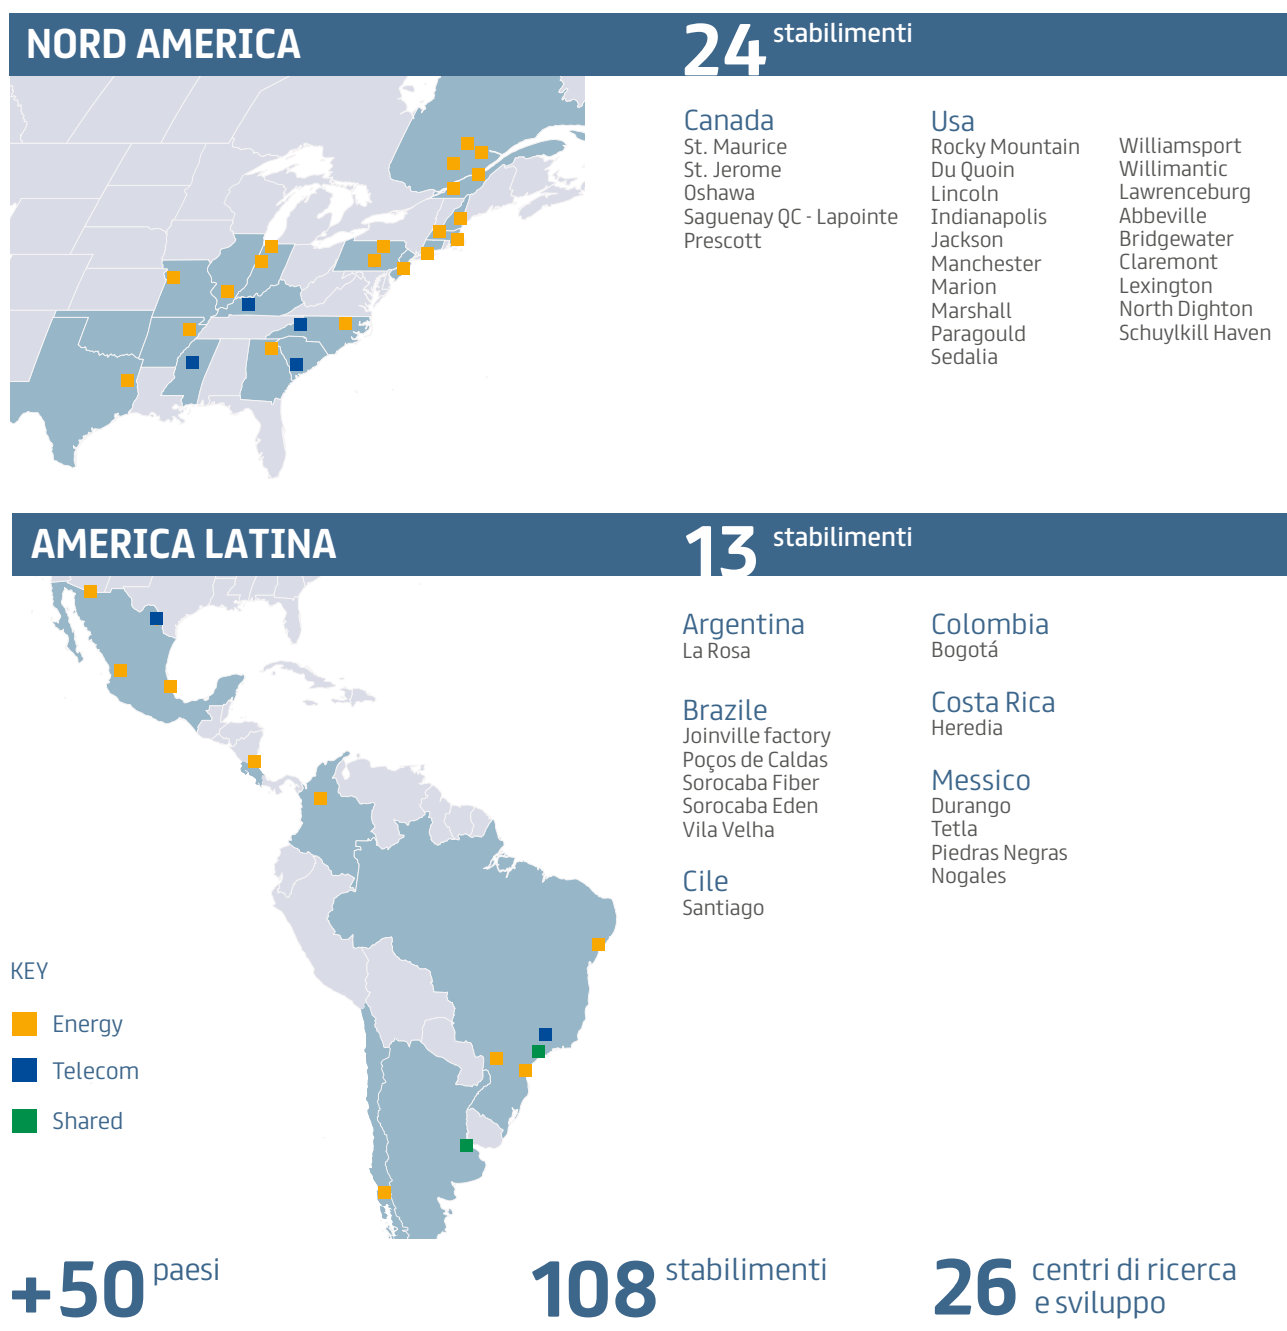 NORD AMERICA
24 stabilimenti
Canada
St. Maurice
St. Jerome
Oshawa
Saguenay QC - Lapointe
Prescott
Usa
Rocky Mountain
Du Quoin
Lincoln
Indianapolis
Jackson
Manchester
Marion
Marshall
Paragould
Sedalia
Williamsport
Willimantic
Lawrenceburg
Abbeville
Bridgewater
Claremont
Lexington
North Dighton
Schuylkill Haven
AMERICA LATINA
13 stabilimenti
Argentina
La Rosa
Brazile
Joinville factory
Poços de Caldas
Sorocaba Fiber
Sorocaba Eden
Vila Velha
Cile
Santiago
Colombia
Bogotá
Costa Rica
Heredia
Messico
Durango
Tetla
Piedras Negras
Nogales
KEY
Energy
Telecom
Shared
+50 paesi
108 stabilimenti
26 centri di ricerca
e sviluppo